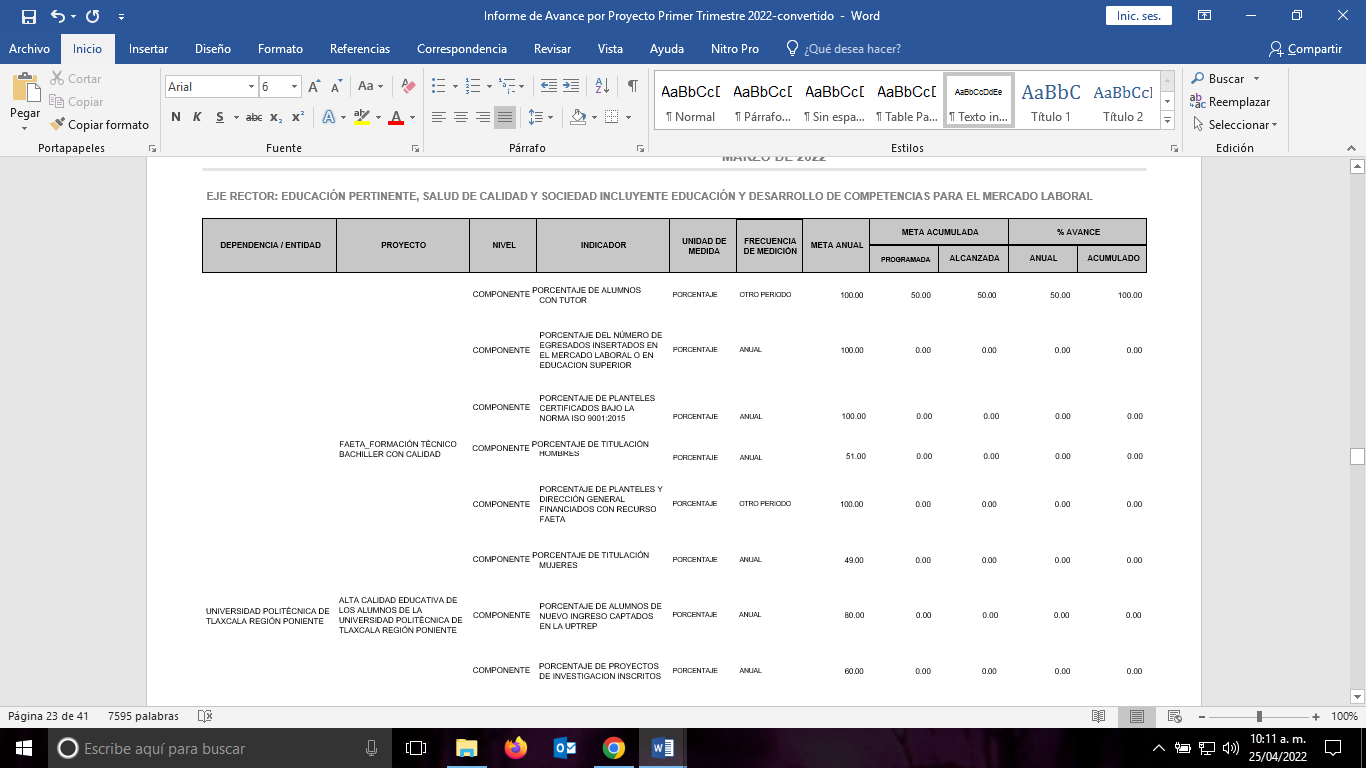 Informe de Avance por Proyecto Primer Trimestre 2022-convertido - Word
Inic. ses.
Archivo Inicio Insertar Diseño Formato Referencias Correspondencia Revisar Vista Ayuda Nitro Pro ¿Qué desea hacer? Compartir
Pegar
Cortar
Copiar
Copiar formato
Portapapeles
Arial 6
Aa
N K S abc x₂ x²
A A
Fuente
Párrafo
AaBbCcD AaBbCcD AaBbCcD AaBbCcD AaBbCcDdEe AaBbC AaBbCcI
¶ Normal ¶ Párrafo... ¶ Sin espa... ¶ Table Pa... ¶ Texto in... Título 1 Título 2
Estilos
Buscar
Reemplazar
Seleccionar
Edición
MARZO DE 2022
EJE RECTOR: EDUCACIÓN PERTINENTE, SALUD DE CALIDAD Y SOCIEDAD INCLUYENTE EDUCACIÓN Y DESARROLLO DE COMPETENCIAS PARA EL MERCADO LABORAL
DEPENDENCIA / ENTIDAD PROYECTO NIVEL INDICADOR UNIDAD DE MEDIDA FRECUENCIA DE MEDICIÓN META ANUAL META ACUMULADA % AVANCE
PROGRAMADA ALCANZADA ANUAL ACUMULADO
COMPONENTE PORCENTAJE DE ALUMNOS
CON TUTOR
PORCENTAJE OTRO PERIODO 100.00 50.00 50.00 50.00 100.00
COMPONENTE
PORCENTAJE DEL NÚMERO DE
EGRESADOS INSERTADOS EN
EL MERCADO LABORAL O EN
EDUCACION SUPERIOR
PORCENTAJE ANUAL 100.00 0.00 0.00 0.00 0.00
COMPONENTE
PORCENTAJE DE PLANTELES
CERTIFICADOS BAJO LA
NORMA ISO 9001:2015
PORCENTAJE ANUAL 100.00 0.00 0.00 0.00 0.00
FAETA_FORMACIÓN TÉCNICO
BACHILLER CON CALIDAD
COMPONENTE PORCENTAJE DE TITULACIÓN
HOMBRES
PORCENTAJE ANUAL 51.00 0.00 0.00 0.00 0.00
COMPONENTE
PORCENTAJE DE PLANTELES Y
DIRECCIÓN GENERAL
FINANCIADOS CON RECURSO
FAETA
PORCENTAJE OTRO PERIODO 100.00 0.00 0.00 0.00 0.00
COMPONENTE PORCENTAJE DE TITULACIÓN
MUJERES
PORCENTAJE ANUAL 49.00 0.00 0.00 0.00 0.00
UNIVERSIDAD POLITÉCNICA DE
TLAXCALA REGIÓN PONIENTE
ALTA CALIDAD EDUCATIVA DE
LOS ALUMNOS DE LA
UNIVERSIDAD POLITÉCNICA DE
TLAXCALA REGIÓN PONIENTE
COMPONENTE
PORCENTAJE DE ALUMNOS DE
NUEVO INGRESO CAPTADOS
EN LA UPTREP
PORCENTAJE ANUAL 80.00 0.00 0.00 0.00 0.00
COMPONENTE
PORCENTAJE DE PROYECTOS
DE INVESTIGACION INSCRITOS
PORCENTAJE ANUAL 60.00 0.00 0.00 0.00 0.00
Página 23 de 41 7595 palabras 100%
Escribe aquí para buscar
10:11 a. m.
25/04/2022